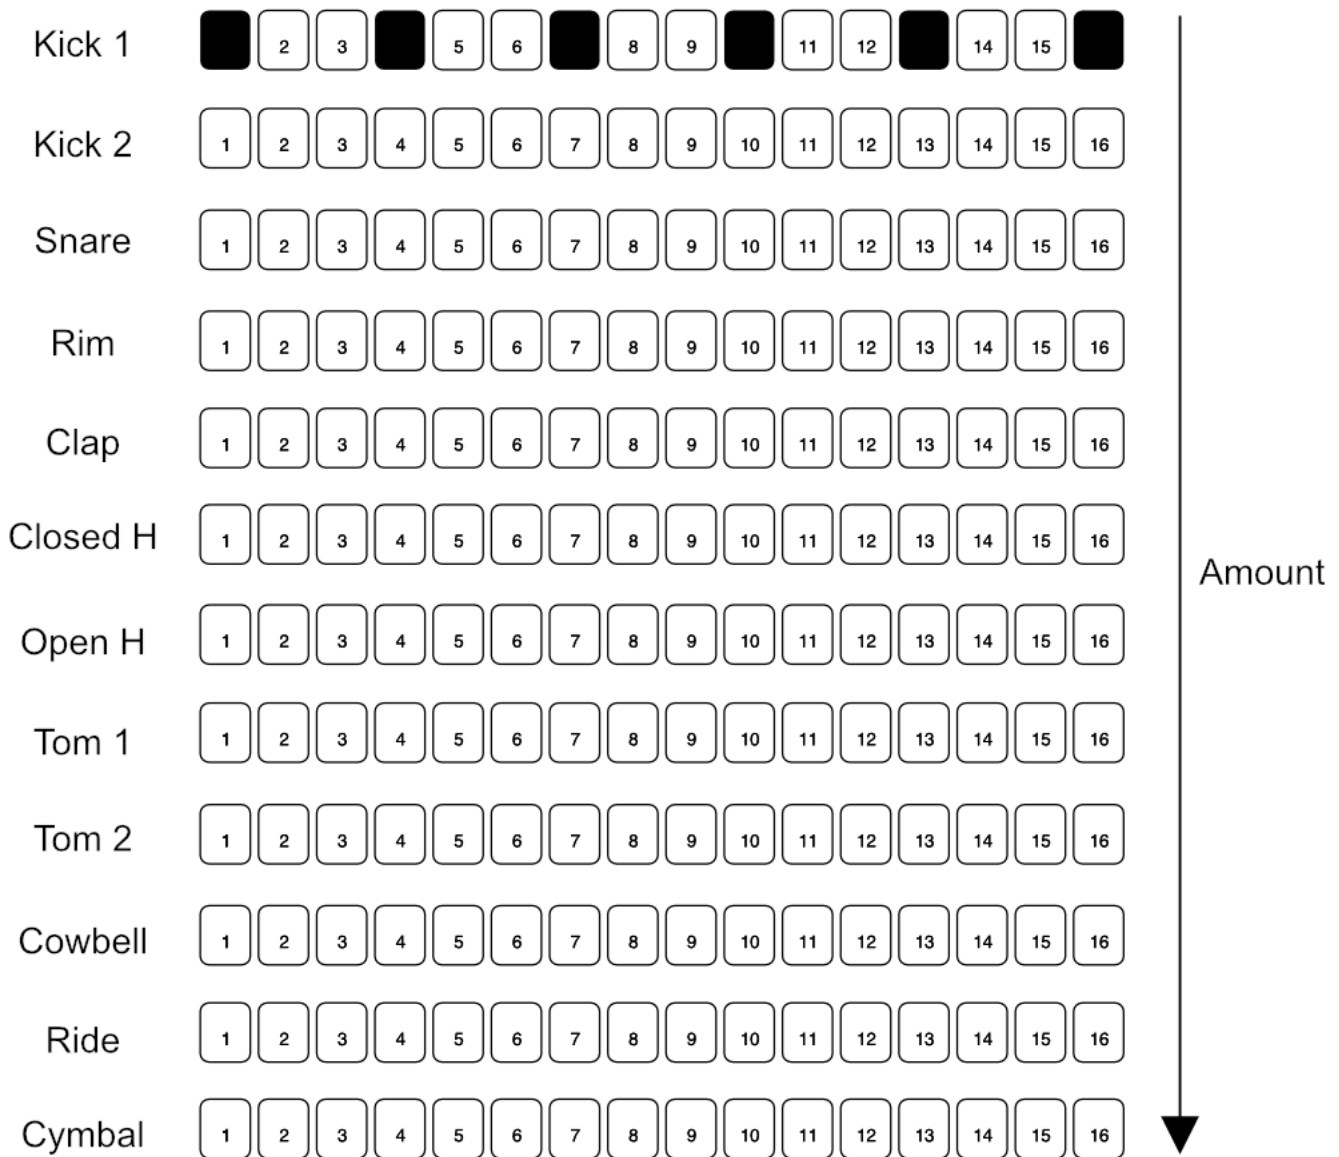 Kick 1 2 3 5 6 8 9 11 12 14 15
Kick 2 1 2 3 4 5 6 7 8 9 10 11 12 13 14 15 16
Snare 1 2 3 4 5 6 7 8 9 10 11 12 13 14 15 16
Rim 1 2 3 4 5 6 7 8 9 10 11 12 13 14 15 16
Clap 1 2 3 4 5 6 7 8 9 10 11 12 13 14 15 16
Closed H 1 2 3 4 5 6 7 8 9 10 11 12 13 14 15 16
Amount
Open H 1 2 3 4 5 6 7 8 9 10 11 12 13 14 15 16
Tom 1 1 2 3 4 5 6 7 8 9 10 11 12 13 14 15 16
Tom 2 1 2 3 4 5 6 7 8 9 10 11 12 13 14 15 16
Cowbell 1 2 3 4 5 6 7 8 9 10 11 12 13 14 15 16
Ride 1 2 3 4 5 6 7 8 9 10 11 12 13 14 15 16
Cymbal 1 2 3 4 5 6 7 8 9 10 11 12 13 14 15 16